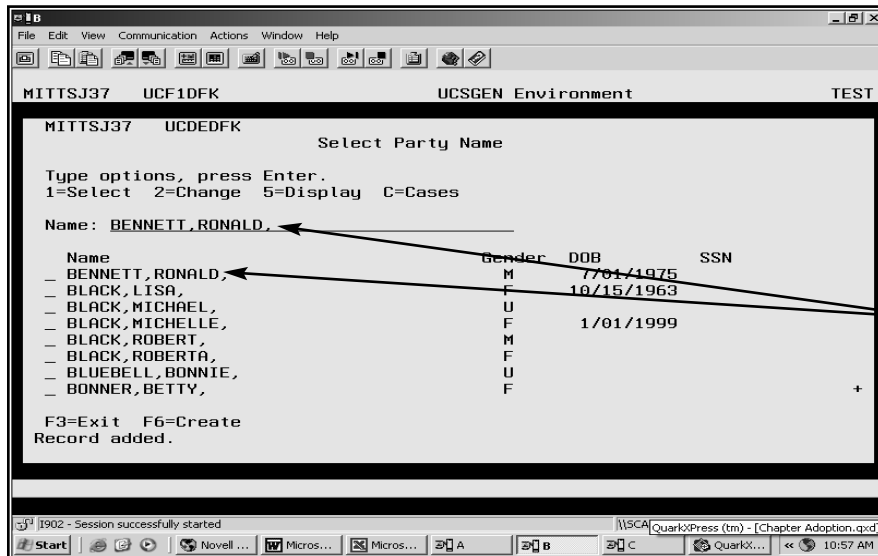 B
File Edit View Communication Actions Window Help
MITTSJ37 UCF1DFK UCSGEN Environment TEST
MITTSJ37 UCDEDFK
Select Party Name
Type options, press Enter.
1=Select 2=Change 5=Display C=Cases
Name: BENNETT,RONALD,
Name Gender DOB SSN
_ BENNETT,RONALD, M 7/01/1975
_ BLACK,LISA, F 10/15/1963
_ BLACK,MICHAEL, U
_ BLACK,MICHELLE, F 1/01/1999
_ BLACK,ROBERT, M
_ BLACK,ROBERTA, F
_ BLUEBELL,BONNIE, U
_ BONNER,BETTY, F +
F3=Exit F6=Create
Record added.
I902 - Session successfully started \\SCA
QuarkXPress (tm) - [Chapter Adoption.qxd]
Start Novell ... Micros... Micros... A B C QuarkX... « 10:57 AM